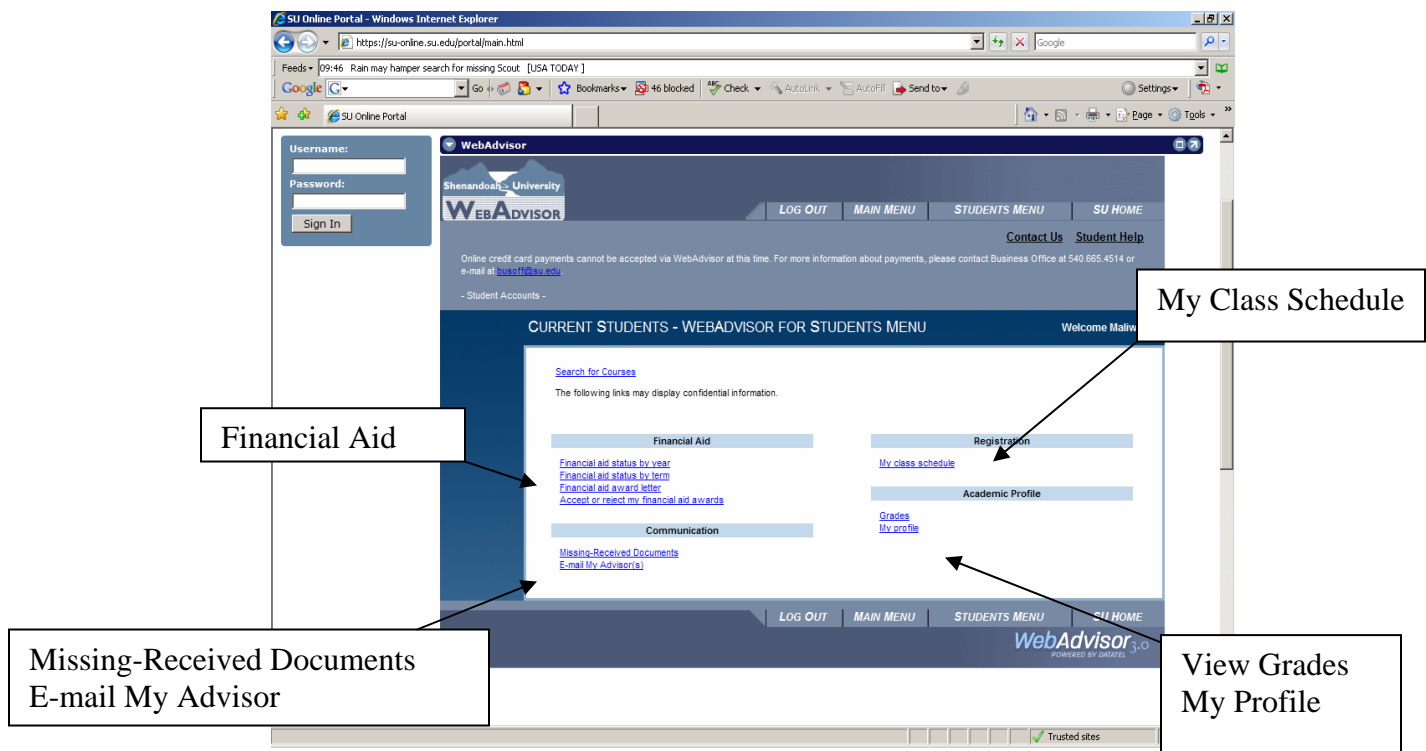 SU Online Portal - Windows Internet Explorer
https://su-online.su.edu/portal/main.html
Google
Feeds 09:46 Rain may hamper search for missing Scout [USA TODAY ]
Google G Go Bookmarks 46 blocked Check AutoLink AutoFill Send to Settings
SU Online Portal
Page Tools
Username:
Password:
Sign In
WebAdvisor
Shenandoah University
WEBADVISOR
LOG OUT MAIN MENU STUDENTS MENU SU HOME
Contact Us Student Help
Online credit card payments cannot be accepted via WebAdvisor at this time. For more information about payments, please contact Business Office at 540.665.4514 or
e-mail at busoff@su.edu.
- Student Accounts -
My Class Schedule
CURRENT STUDENTS - WEBADVISOR FOR STUDENTS MENU
Welcome
Search for Courses
The following links may display confidential information.
Financial Aid
Financial Aid
Financial aid status by year
Financial aid status by term
Financial aid award letter
Accept or reject my financial aid awards
Registration
My class schedule
Academic Profile
Grades
My profile
Communication
Missing-Received Documents
E-mail My Advisor(s)
LOG OUT MAIN MENU STUDENTS MENU SU HOME
WebAdvisor 3.0
POWERED BY DATATEL
Missing-Received Documents
E-mail My Advisor
View Grades
My Profile
Trusted sites